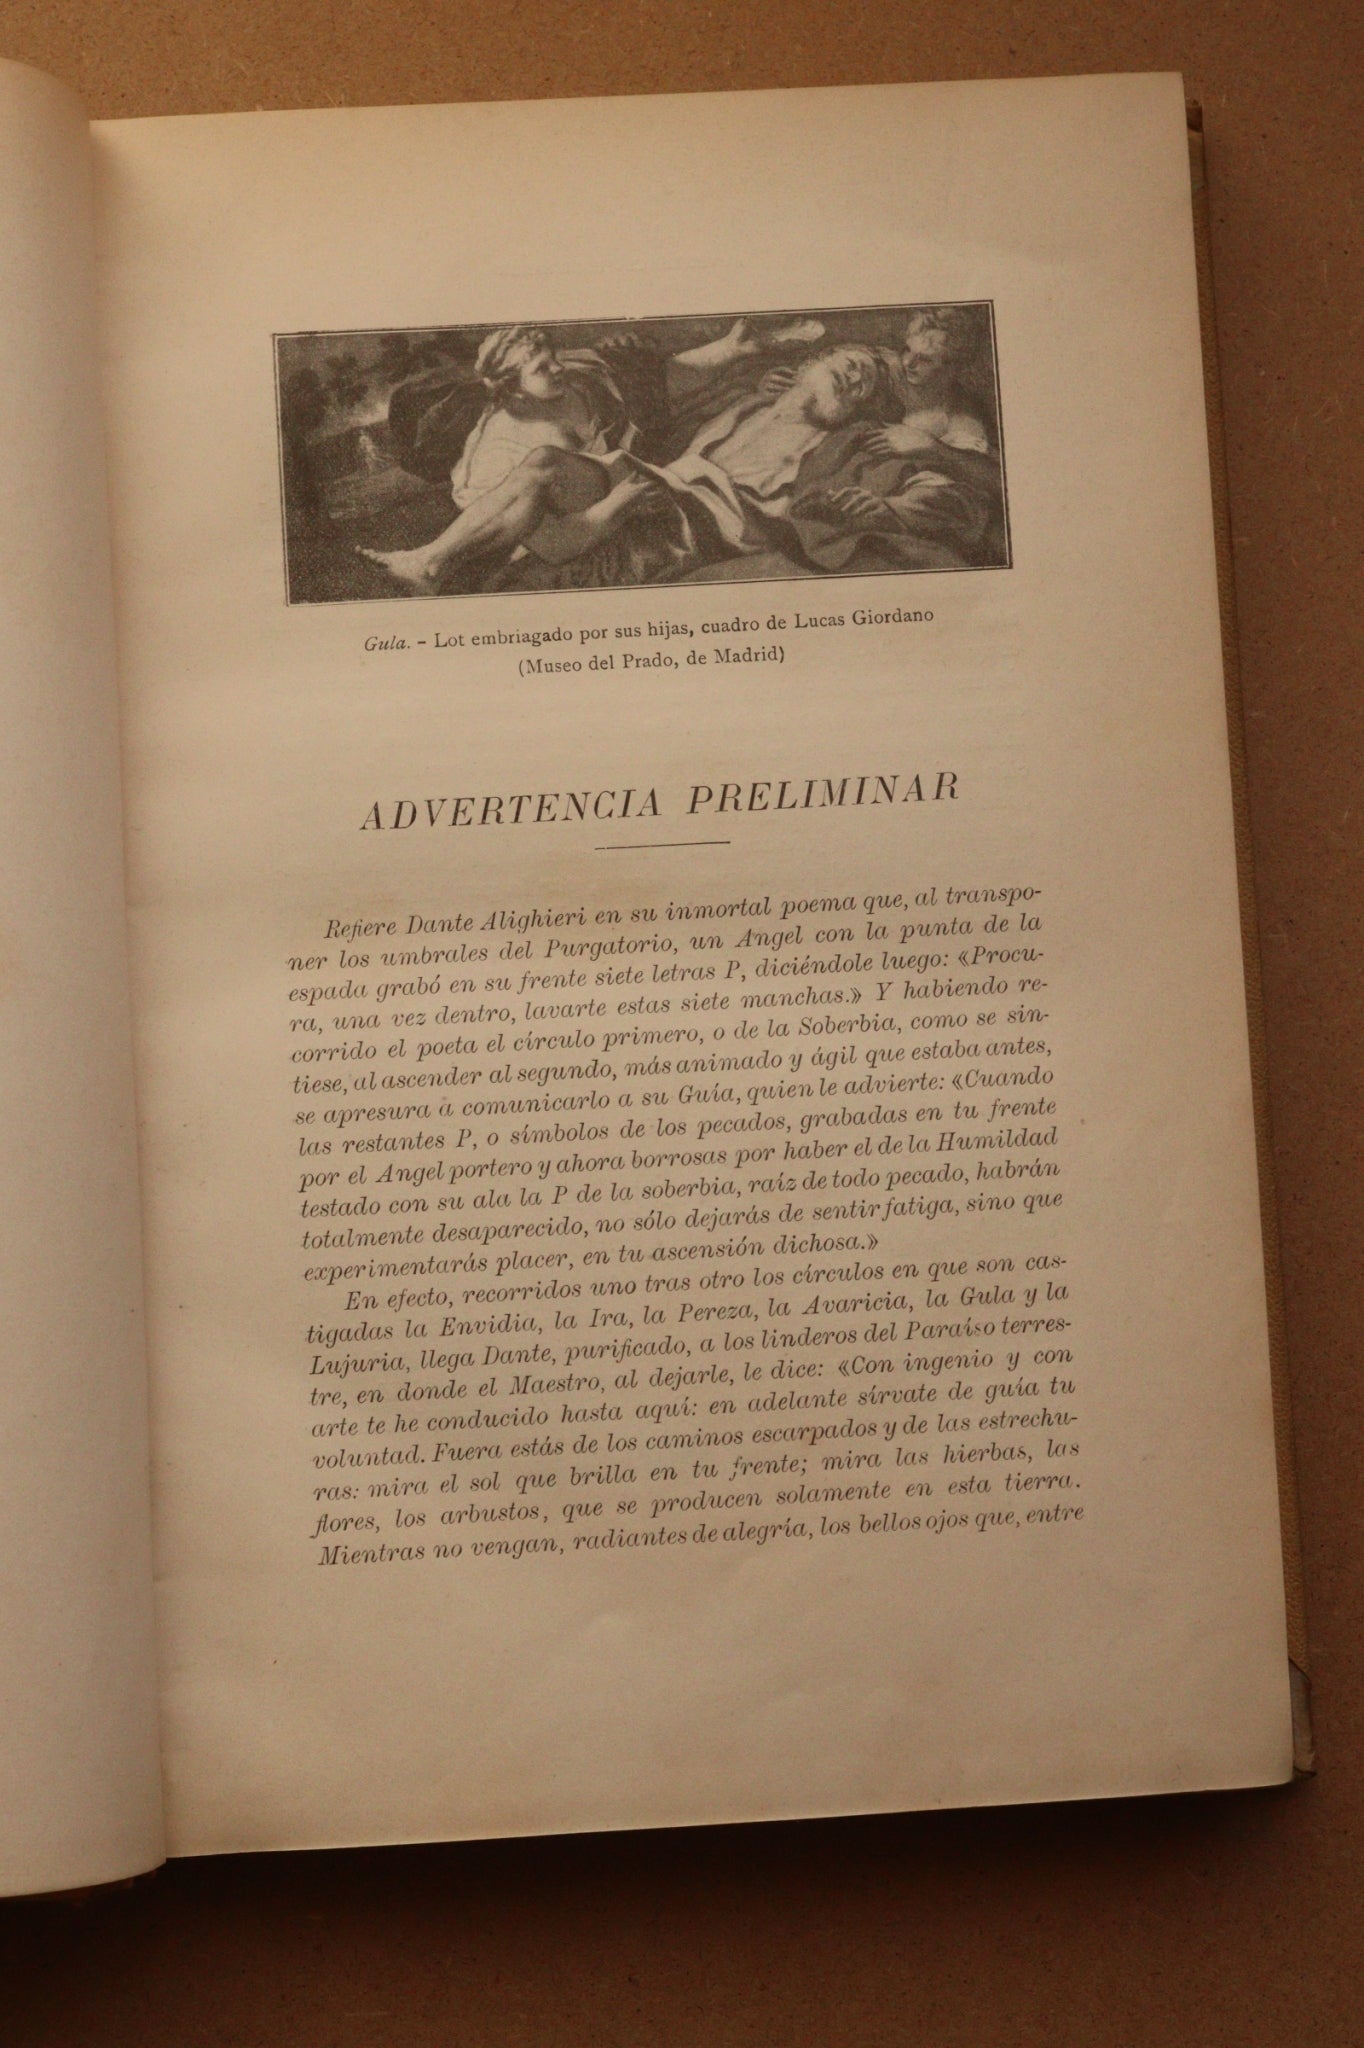 Gula. – Lot embriagado por sus hijas, cuadro de Lucas Giordano
(Museo del Prado, de Madrid)
ADVERTENCIA PRELIMINAR
Refiere Dante Alighieri en su inmortal poema que, al transpo-
ner los umbrales del Purgatorio, un Angel con la punta de la
espada grabó en su frente siete letras P, diciéndole luego: «Procu-
ra, una vez dentro, lavarte estas siete manchas.» Y habiendo re-
corrido el poeta el círculo primero, o de la Soberbia, como se sin-
tiese, al ascender al segundo, más animado y ágil que estaba antes,
se apresura a comunicarlo a su Guía, quien le advierte: «Cuando
las restantes P, o símbolos de los pecados, grabadas en tu frente
por el Angel portero y ahora borrosas por haber el de la Humildad
testado con su ala la P de la soberbia, raíz de todo pecado, habrán
totalmente desaparecido, no sólo dejarás de sentir fatiga, sino que
experimentarás placer, en tu ascensión dichosa.»
En efecto, recorridos uno tras otro los círculos en que son cas-
tigadas la Envidia, la Ira, la Pereza, la Avaricia, la Gula y la
Lujuria, llega Dante, purificado, a los linderos del Paraíso terres-
tre, en donde el Maestro, al dejarle, le dice: «Con ingenio y con
arte te he conducido hasta aquí: en adelante sírvate de guía tu
voluntad. Fuera estás de los caminos escarpados y de las estrechu-
ras: mira el sol que brilla en tu frente; mira las hierbas, las
flores, los arbustos, que se producen solamente en esta tierra.
Mientras no vengan, radiantes de alegría, los bellos ojos que, entre